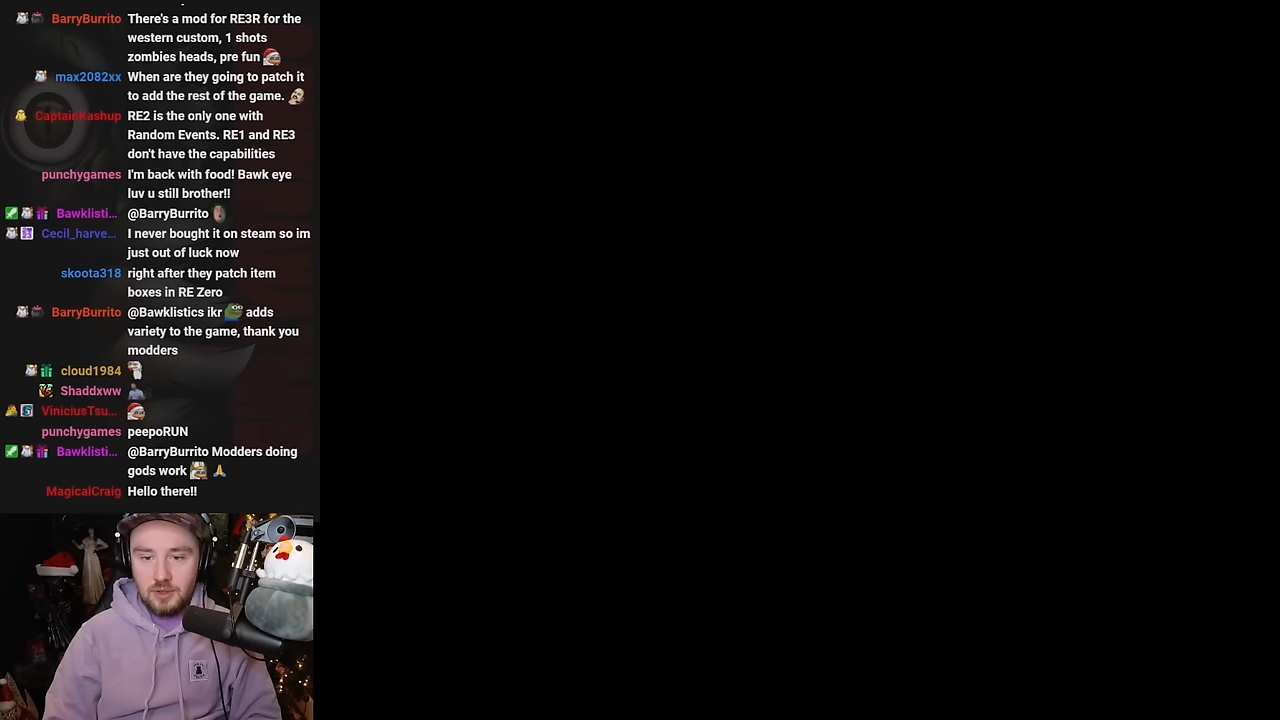 BarryBurrito There's a mod for RE3R for the
western custom, 1 shots
zombies heads, pre fun
max2082xx When are they going to patch it
to add the rest of the game.
CaptainKashup RE2 is the only one with
Random Events. RE1 and RE3
don't have the capabilities
punchygames I'm back with food! Bawk eye
luv u still brother!!
Bawklisti... @BarryBurrito
Cecil_harve... I never bought it on steam so im
just out of luck now
skoota318 right after they patch item
boxes in RE Zero
BarryBurrito @Bawklistics ikr adds
variety to the game, thank you
modders
cloud1984
Shaddxww
ViniciusTsu...
punchygames peepoRUN
Bawklisti... @BarryBurrito Modders doing
gods work
MagicalCraig Hello there!!